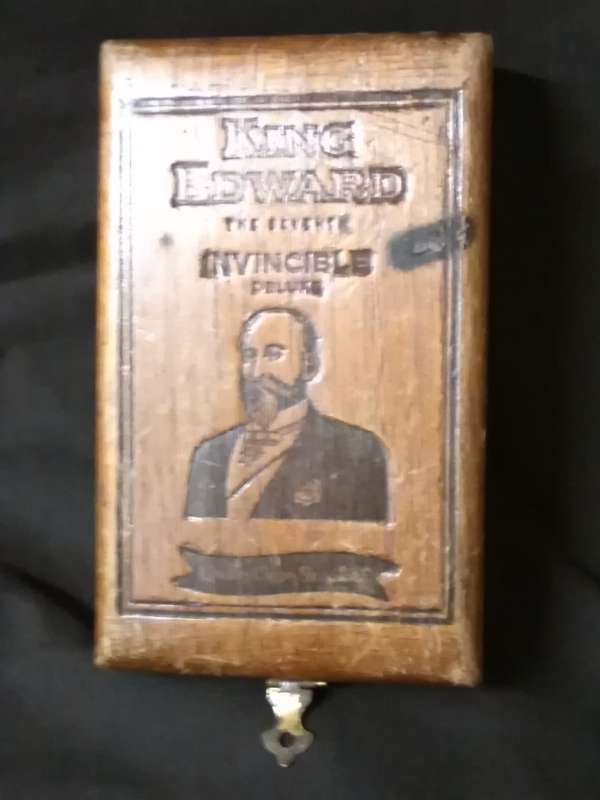 KING
EDWARD
THE SEVENTH
INVINCIBLE
DELUXE